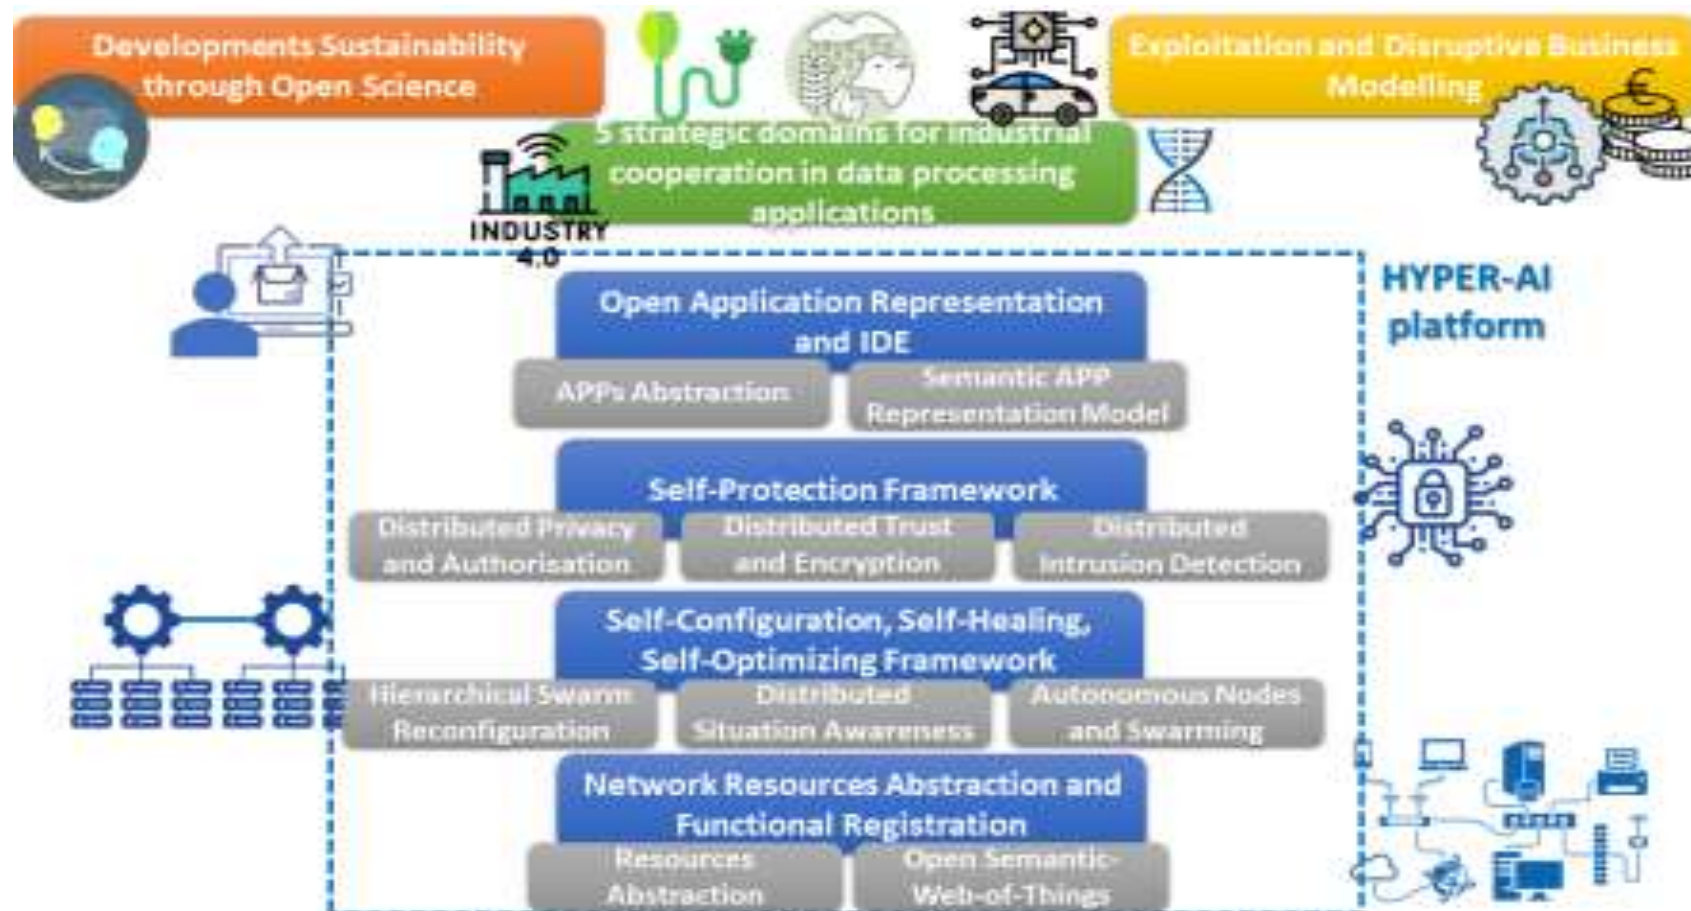 Developments Sustainability
through Open Science
Exploitation and Disruptive Business
Modelling
5 strategic domains for industrial
cooperation in data processing
applications
INDUSTRY
4.0
HYPER-AI
platform
Open Application Representation
and IDE
APPs Abstraction
Semantic APP
Representation Model
Self-Protection Framework
Distributed Privacy
and Authorisation
Distributed Trust
and Encryption
Distributed
Intrusion Detection
Self-Configuration, Self-Healing,
Self-Optimizing Framework
Hierarchical Swarm
Reconfiguration
Distributed
Situation Awareness
Autonomous Nodes
and Swarming
Network Resources Abstraction and
Functional Registration
Resources
Abstraction
Open Semantic-
Web-of-Things